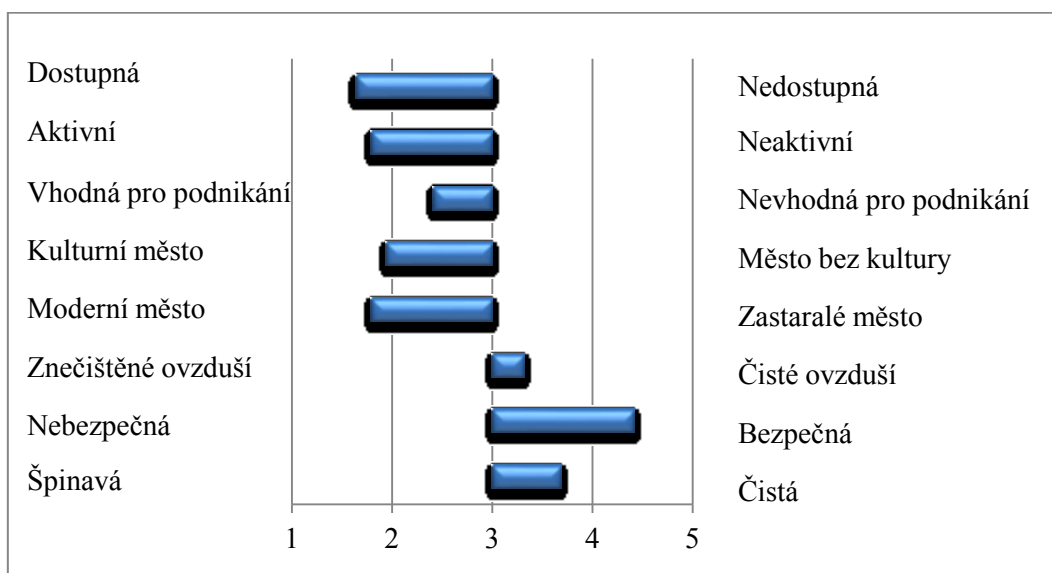 Dostupná
Nedostupná
Aktivní
Neaktivní
Vhodná pro podnikání
Nevhodná pro podnikání
Kulturní město
Město bez kultury
Moderní město
Zastaralé město
Znečištěné ovzduší
Čisté ovzduší
Nebezpečná
Bezpečná
Špinavá
Čistá
1 2 3 4 5